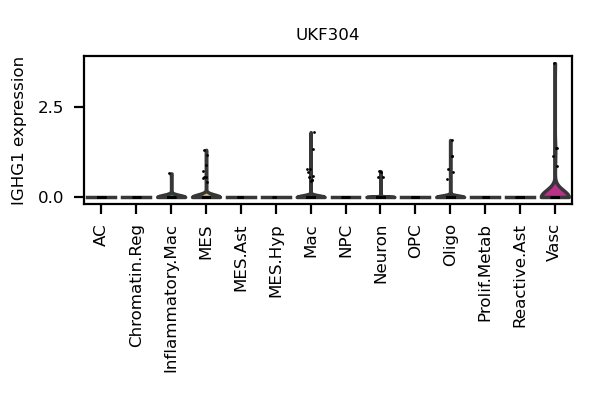 UKF304
IGHG1 expression
2.5
0.0
AC
Chromatin.Reg
Inflammatory.Mac
MES
MES.Ast
MES.Hyp
Mac
NPC
Neuron
OPC
Oligo
Prolif.Metab
Reactive.Ast
Vasc